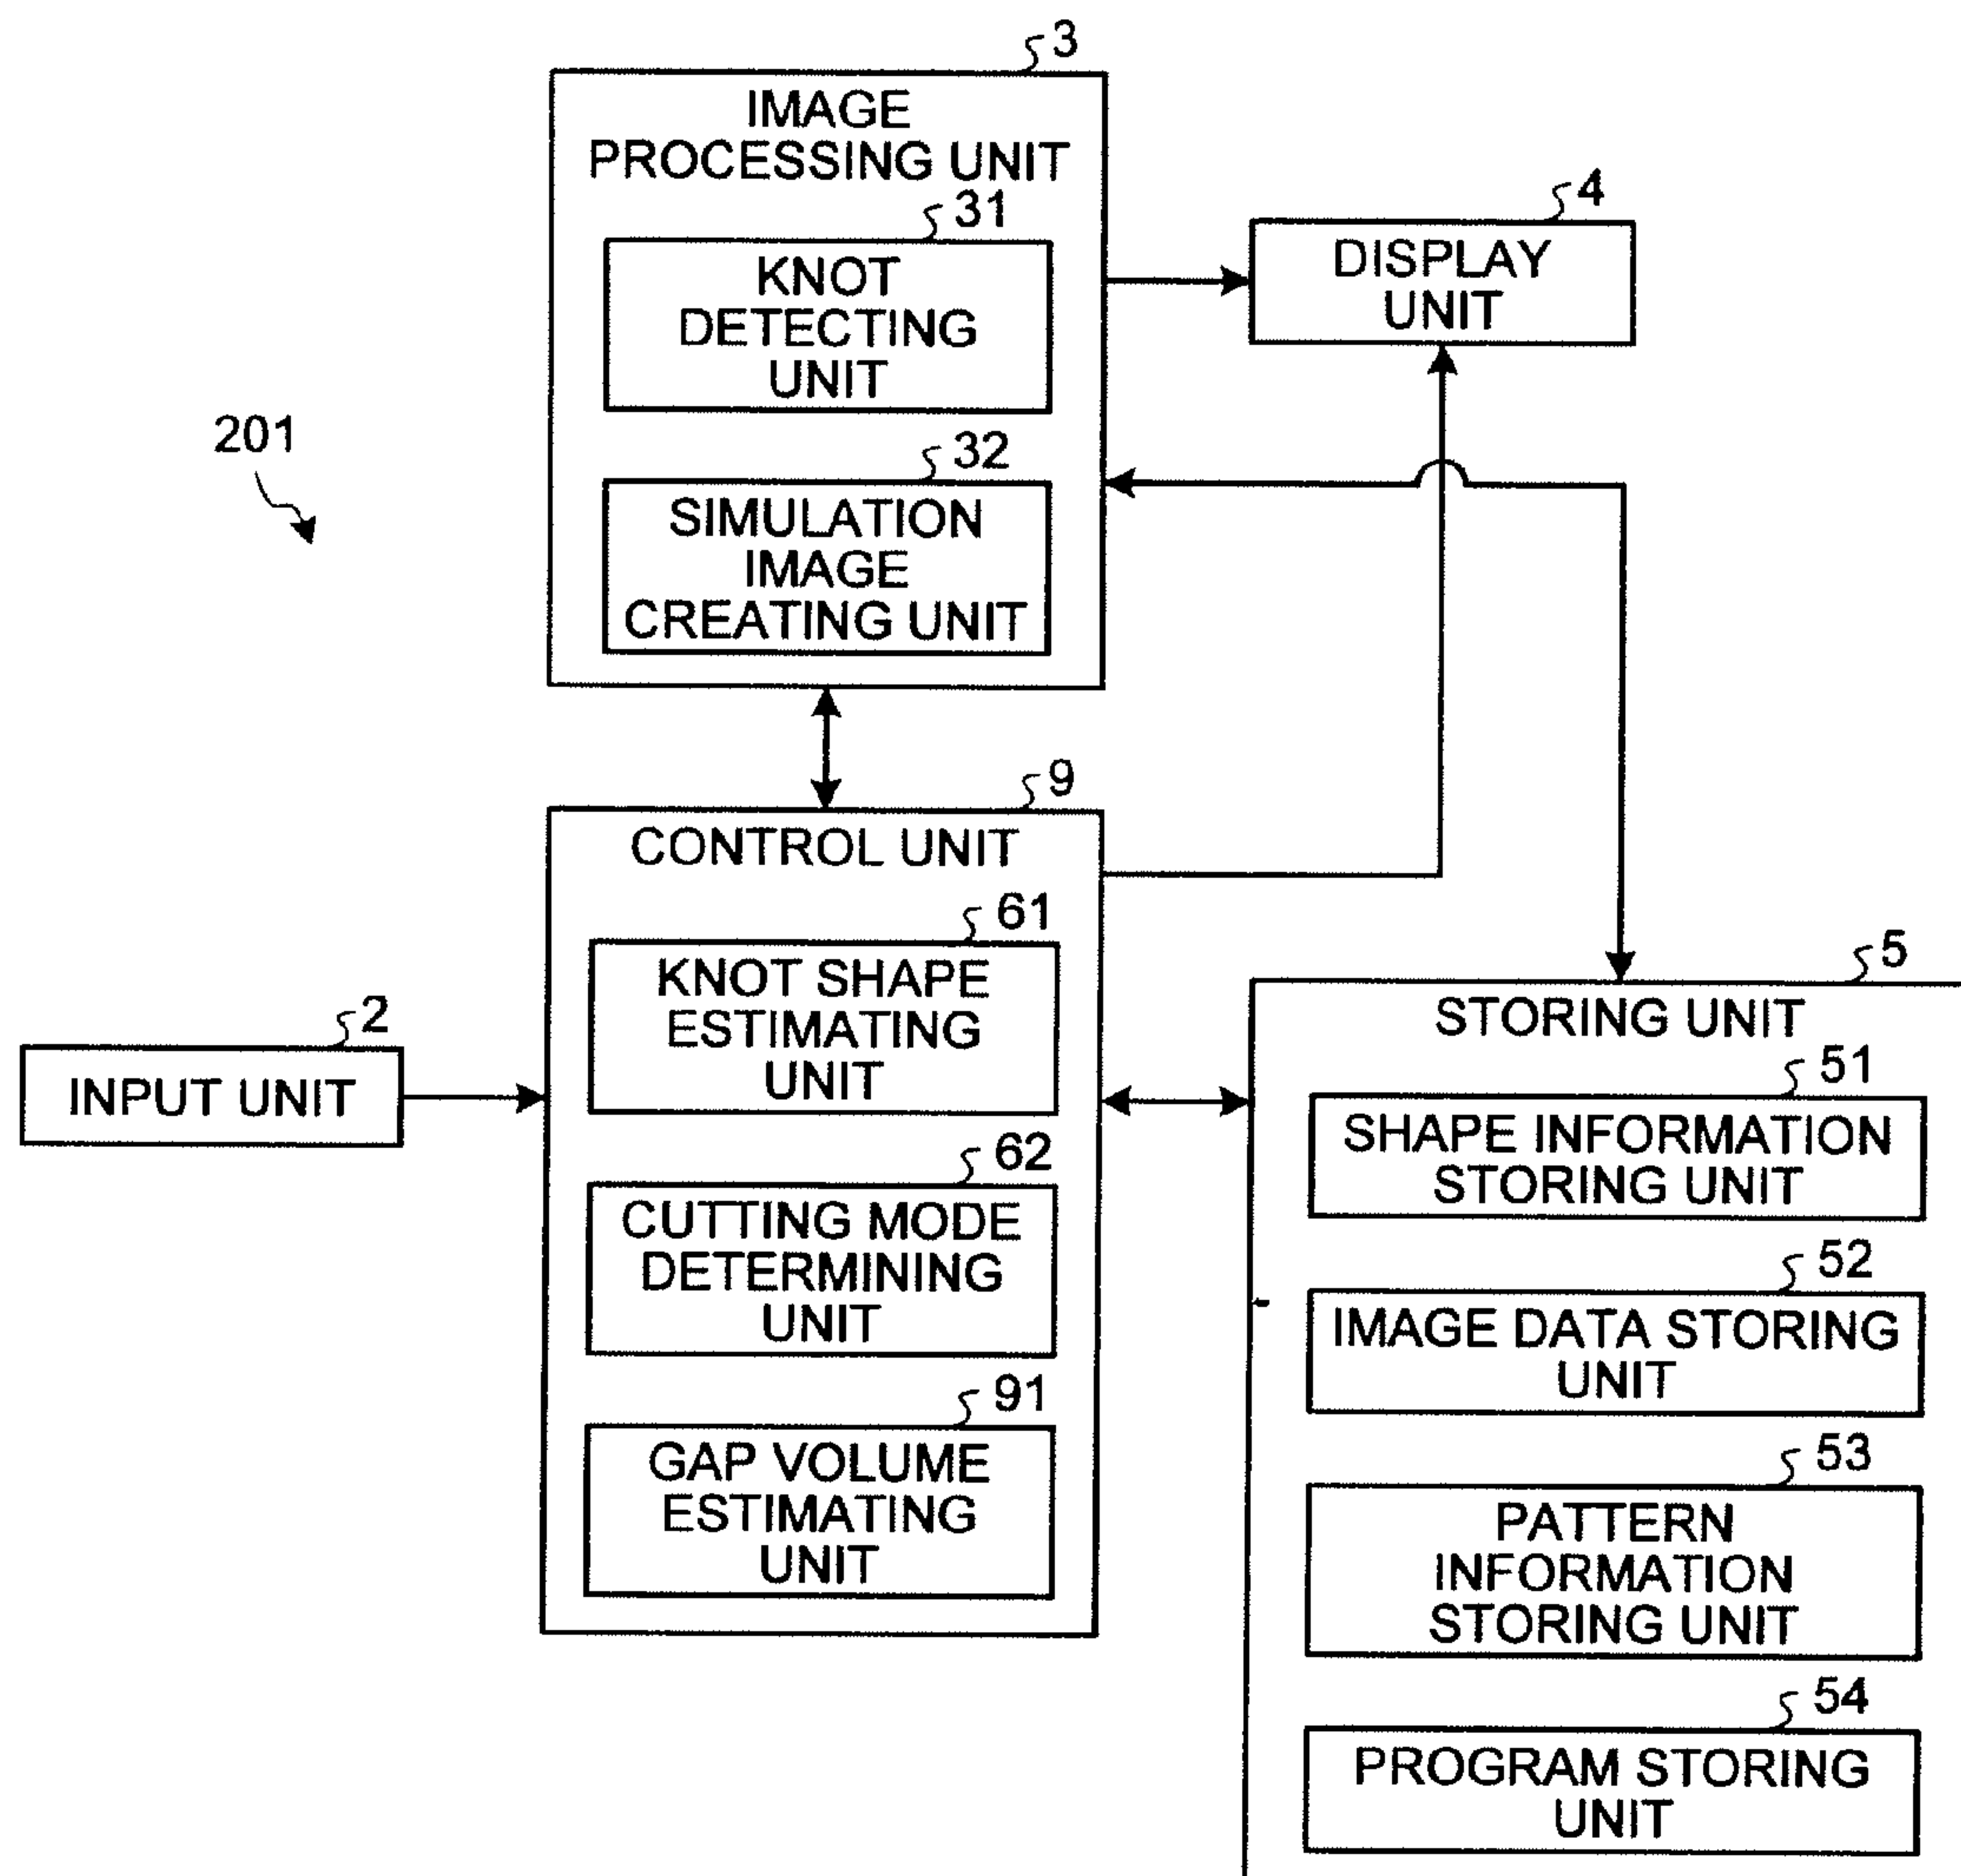 3
IMAGE
PROCESSING UNIT
31
KNOT
DETECTING
UNIT
32
SIMULATION
IMAGE
CREATING UNIT
4
DISPLAY
UNIT
201
9
CONTROL UNIT
61
KNOT SHAPE
ESTIMATING
UNIT
62
CUTTING MODE
DETERMINING
UNIT
91
GAP VOLUME
ESTIMATING
UNIT
2
INPUT UNIT
5
STORING UNIT
51
SHAPE INFORMATION
STORING UNIT
52
IMAGE DATA STORING
UNIT
53
PATTERN
INFORMATION
STORING UNIT
54
PROGRAM STORING
UNIT